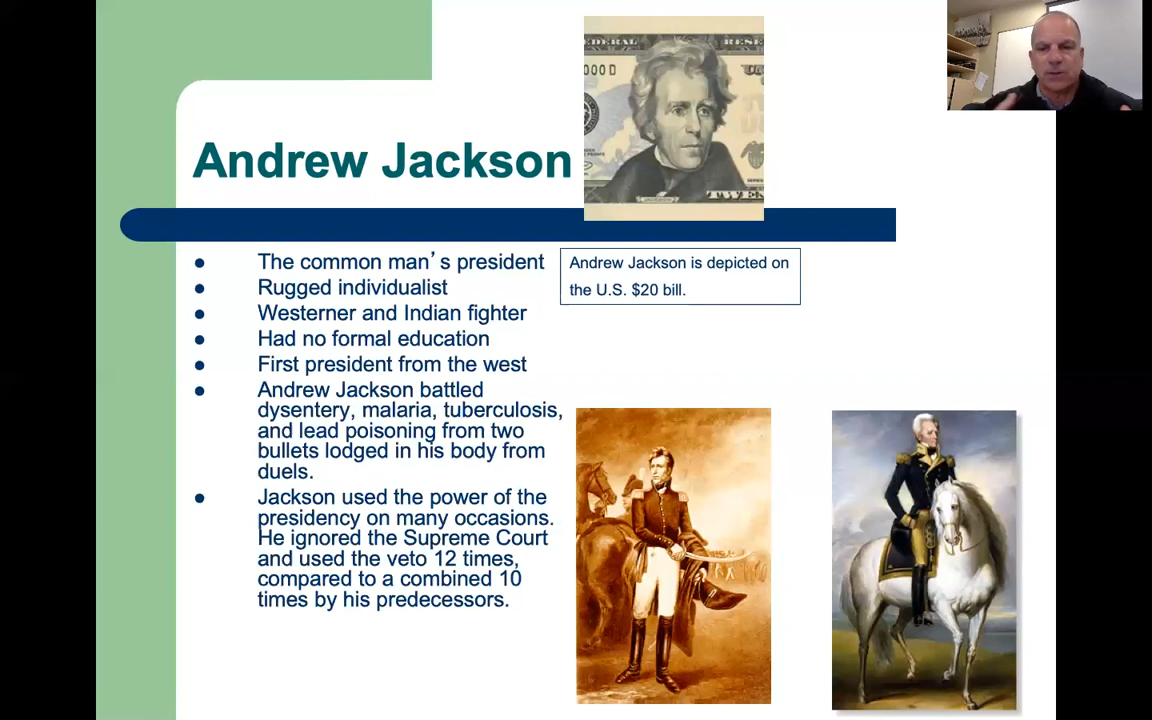 FEDERAL RESE
000D
TWEN
Andrew Jackson
● The common man’s president
● Rugged individualist
● Westerner and Indian fighter
● Had no formal education
● First president from the west
● Andrew Jackson battled
dysentery, malaria, tuberculosis,
and lead poisoning from two
bullets lodged in his body from
duels.
● Jackson used the power of the
presidency on many occasions.
He ignored the Supreme Court
and used the veto 12 times,
compared to a combined 10
times by his predecessors.
Andrew Jackson is depicted on
the U.S. $20 bill.